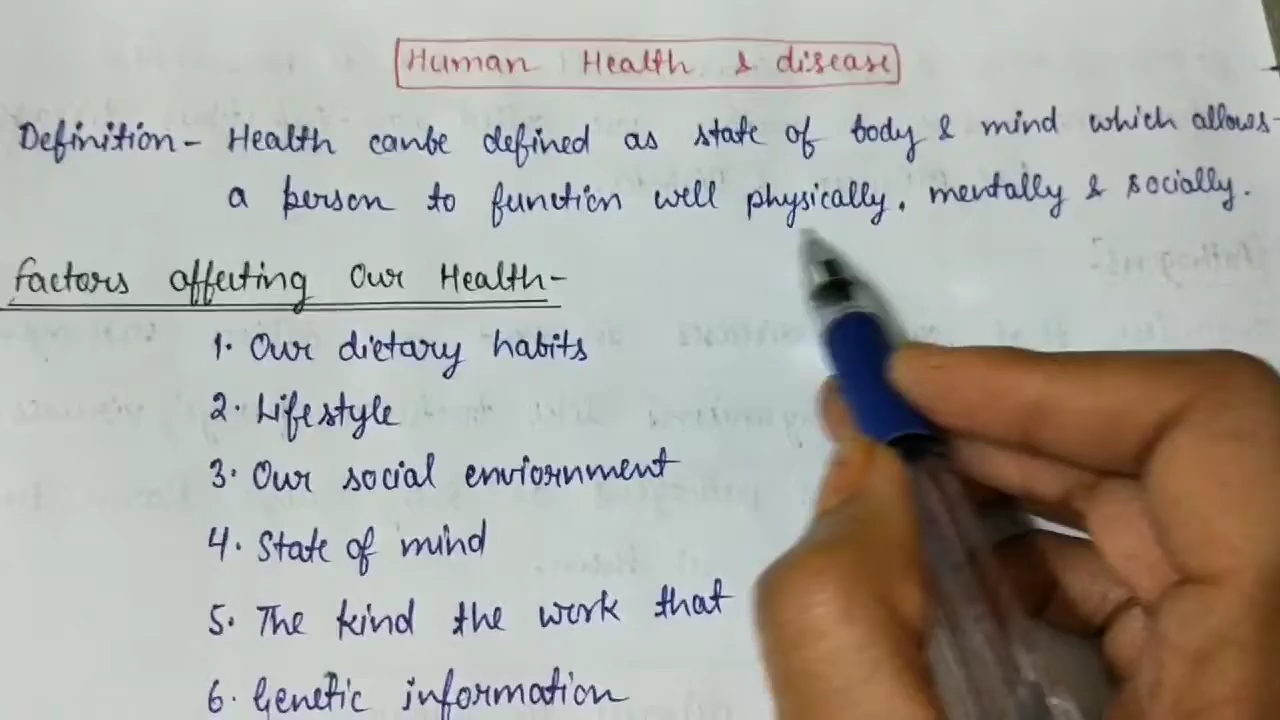 Human Health & disease
Definition - Health canbe defined as state of body & mind which allows-
a person to function well physically, mentally & socially.
Factors affecting Our Health-
1. Our dietary habits
2. Lifestyle
3. Our social enviornment
4. State of mind
5. The kind the work that
6. Genetic information